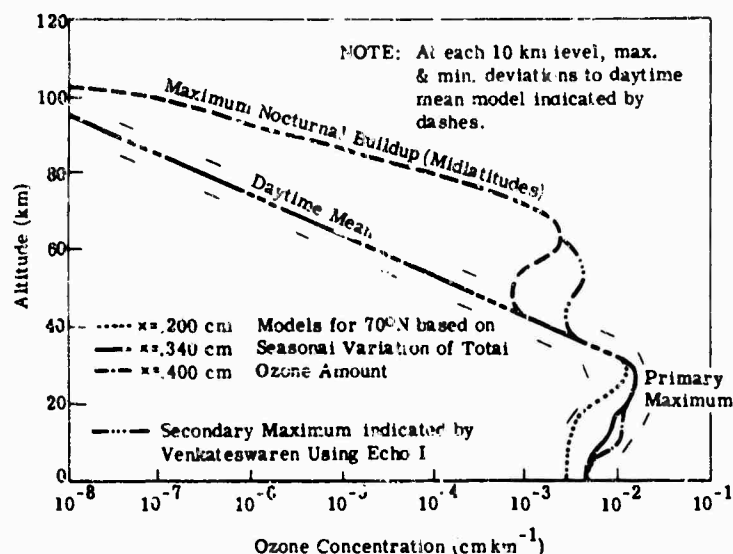 120
100
80
60
40
20
0
Altitude (km)
NOTE: At each 10 km level, max.
& min. deviations to daytime
mean model indicated by
dashes.
Maximum Nocturnal Buildup (Midlatitudes)
Daytime Mean
x=.200 cm Models for 70°N based on
x=.340 cm Seasonal Variation of Total
x=.400 cm Ozone Amount
Primary
Maximum
Secondary Maximum indicated by
Venkateswaren Using Echo I
10^-8 10^-7 10^-6 10^-5 10^-4 10^-3 10^-2 10^-1
Ozone Concentration (cm km^-1)